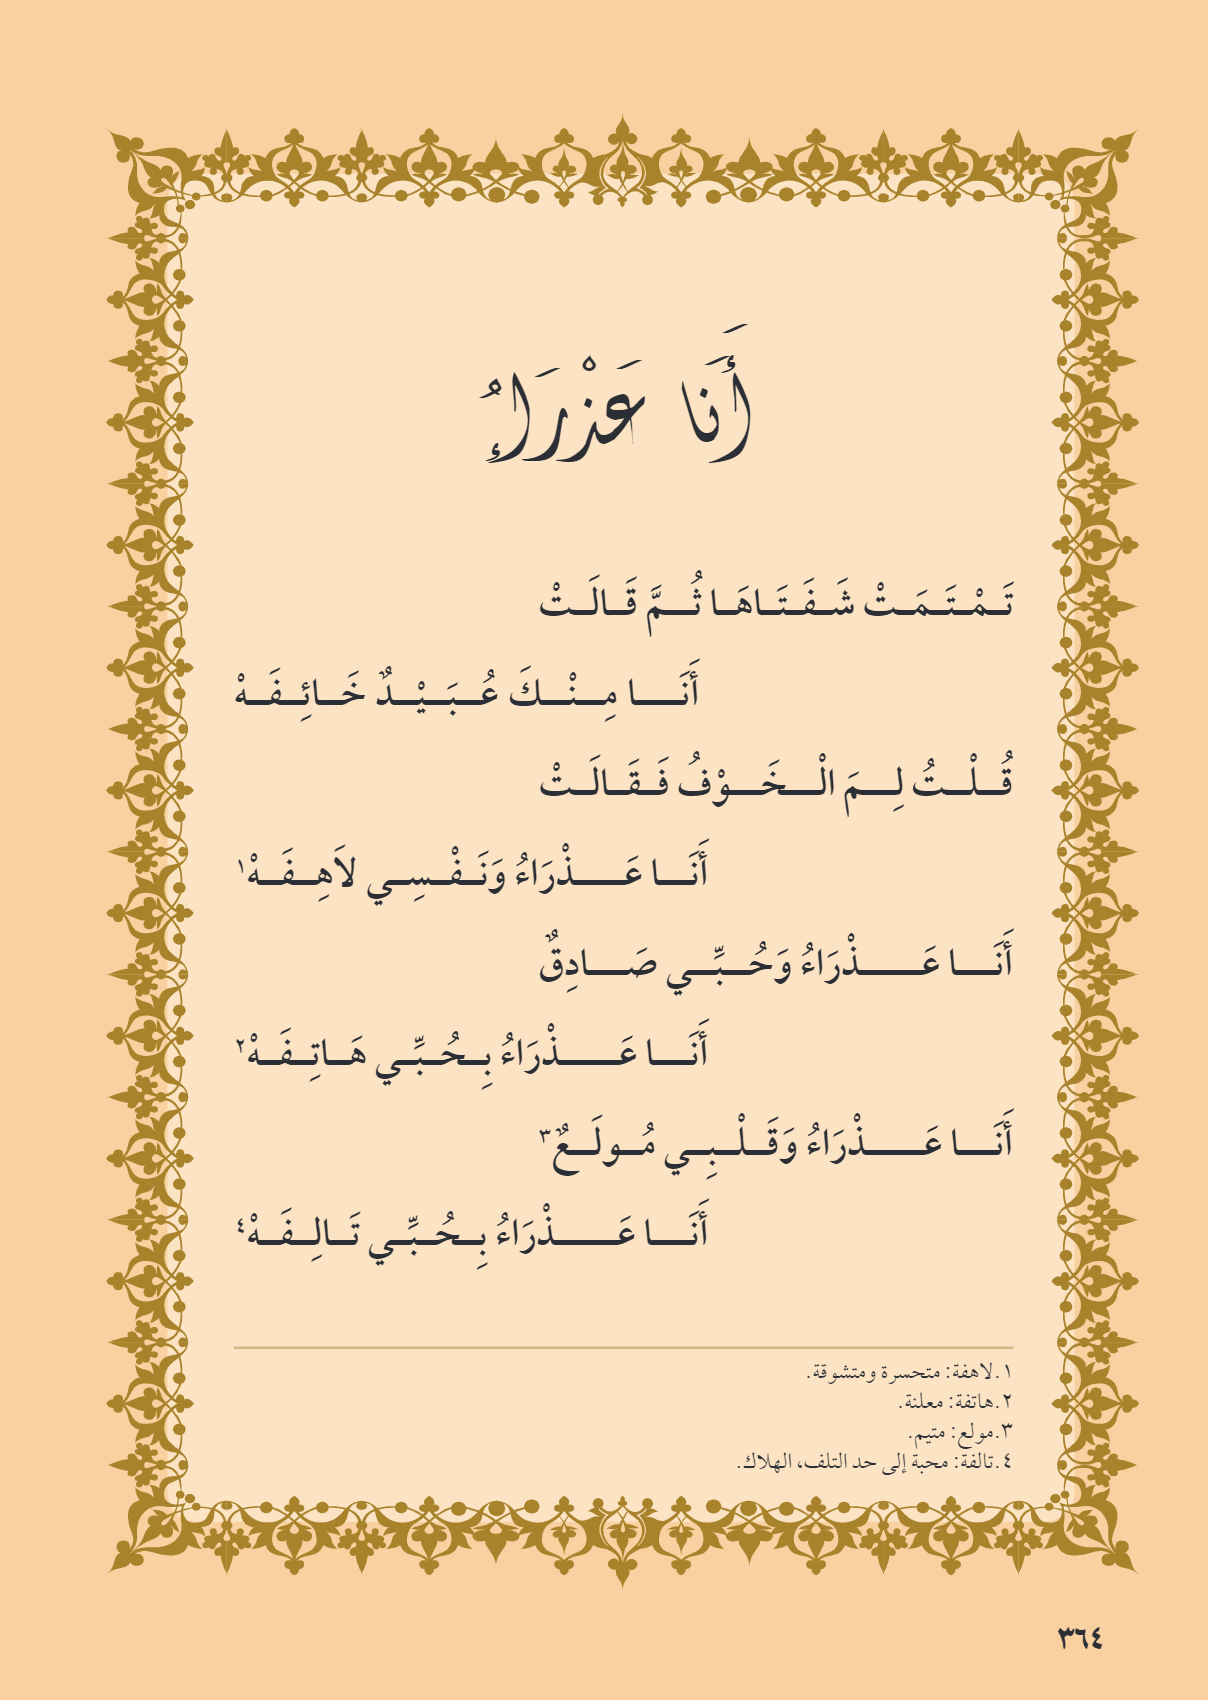 أَنَا عَذْرَاءُ
تَمْتَمَتْ شَفَتَاهَا ثُمَّ قَالَتْ
أَنَا مِنْكَ عُبَيْدٌ خَائِفَهْ
قُلْتُ لِمَ الْخَوْفُ فَقَالَتْ
أَنَا عَذْرَاءُ وَنَفْسِي لاَهِفَهْ١
أَنَا عَذْرَاءُ وَحُبِّي صَادِقٌ
أَنَا عَذْرَاءُ بِحُبِّي هَاتِفَهْ٢
أَنَا عَذْرَاءُ وَقَلْبِي مُولَعٌ٣
أَنَا عَذْرَاءُ بِحُبِّي تَالِفَهْ٤
١.لاهفة: متحسرة ومتشوقة.
٢.هاتفة: معلنة.
٣.مولع: متيم.
٤.تالفة: محبة إلى حد التلف، الهلاك.
٣٦٤